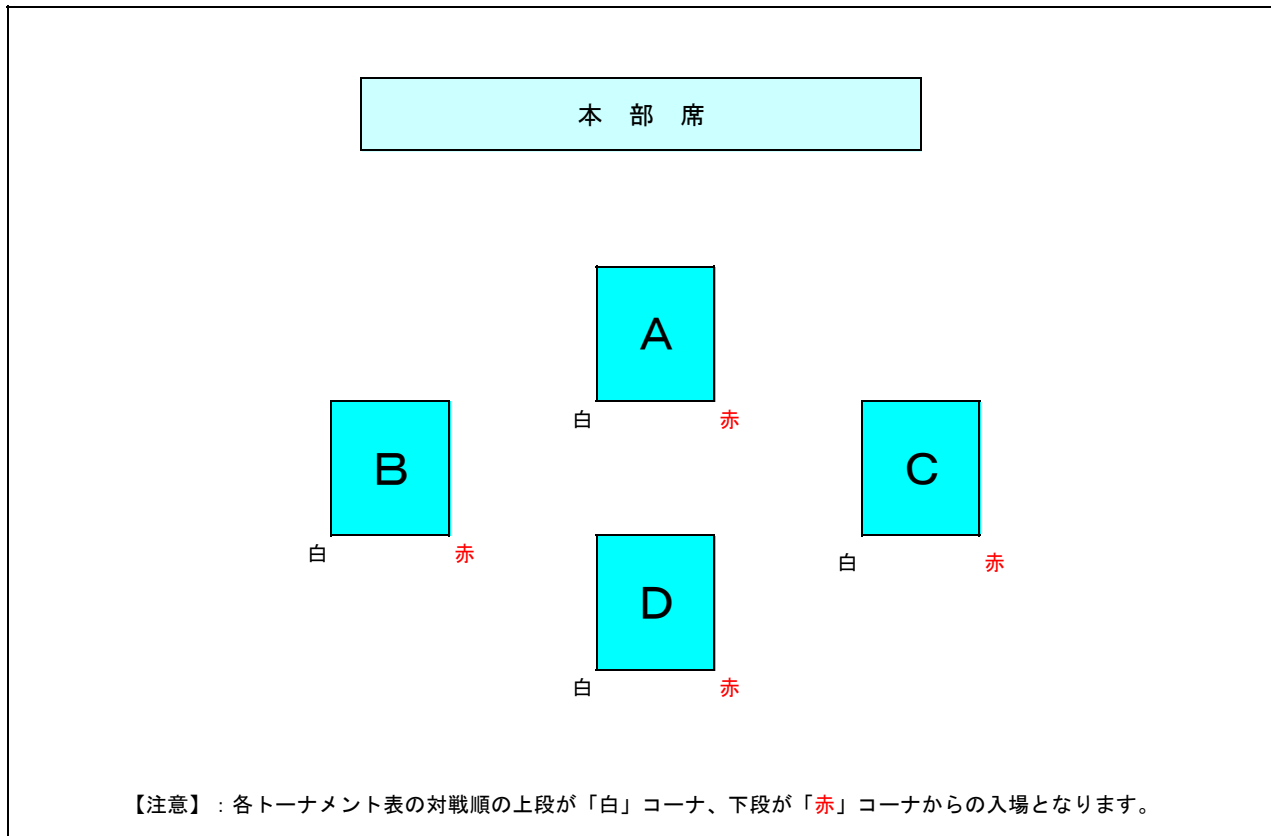 本 部 席
A
白 赤
B C
白 赤 白 赤
D
白 赤
【注意】：各トーナメント表の対戦順の上段が「白」コーナ、下段が「赤」コーナからの入場となります。